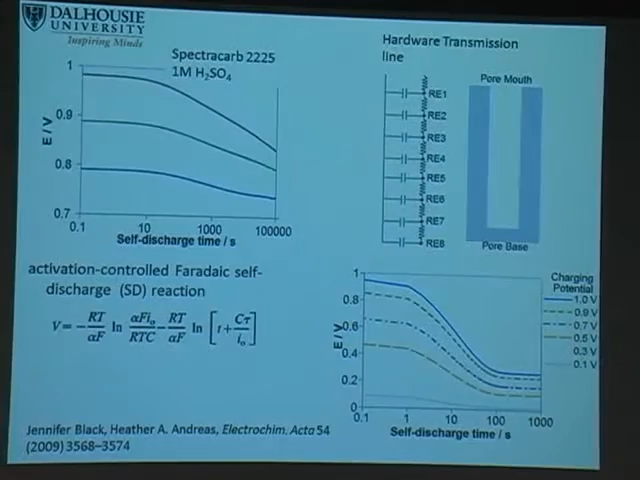 DALHOUSIE
UNIVERSITY
Inspiring Minds
Spectracarb 2225
1M H₂SO₄
E / V
1
0.9
0.8
0.7
0.1
10
1000
100000
Self-discharge time / s
Hardware Transmission
line
RE1
RE2
RE3
RE4
RE5
RE6
RE7
RE8
Pore Mouth
Pore Base
activation-controlled Faradaic self-
discharge (SD) reaction
V = − RT/αF ln αFiₒ/RTC − RT/αF ln [t + Cτ/iₒ]
E / V
1
0.8
0.6
0.4
0.2
0
0.1
1
10
100
1000
Self-discharge time / s
Charging
Potential
1.0 V
0.9 V
0.7 V
0.5 V
0.3 V
0.1 V
Jennifer Black, Heather A. Andreas, Electrochim. Acta 54
(2009) 3568–3574